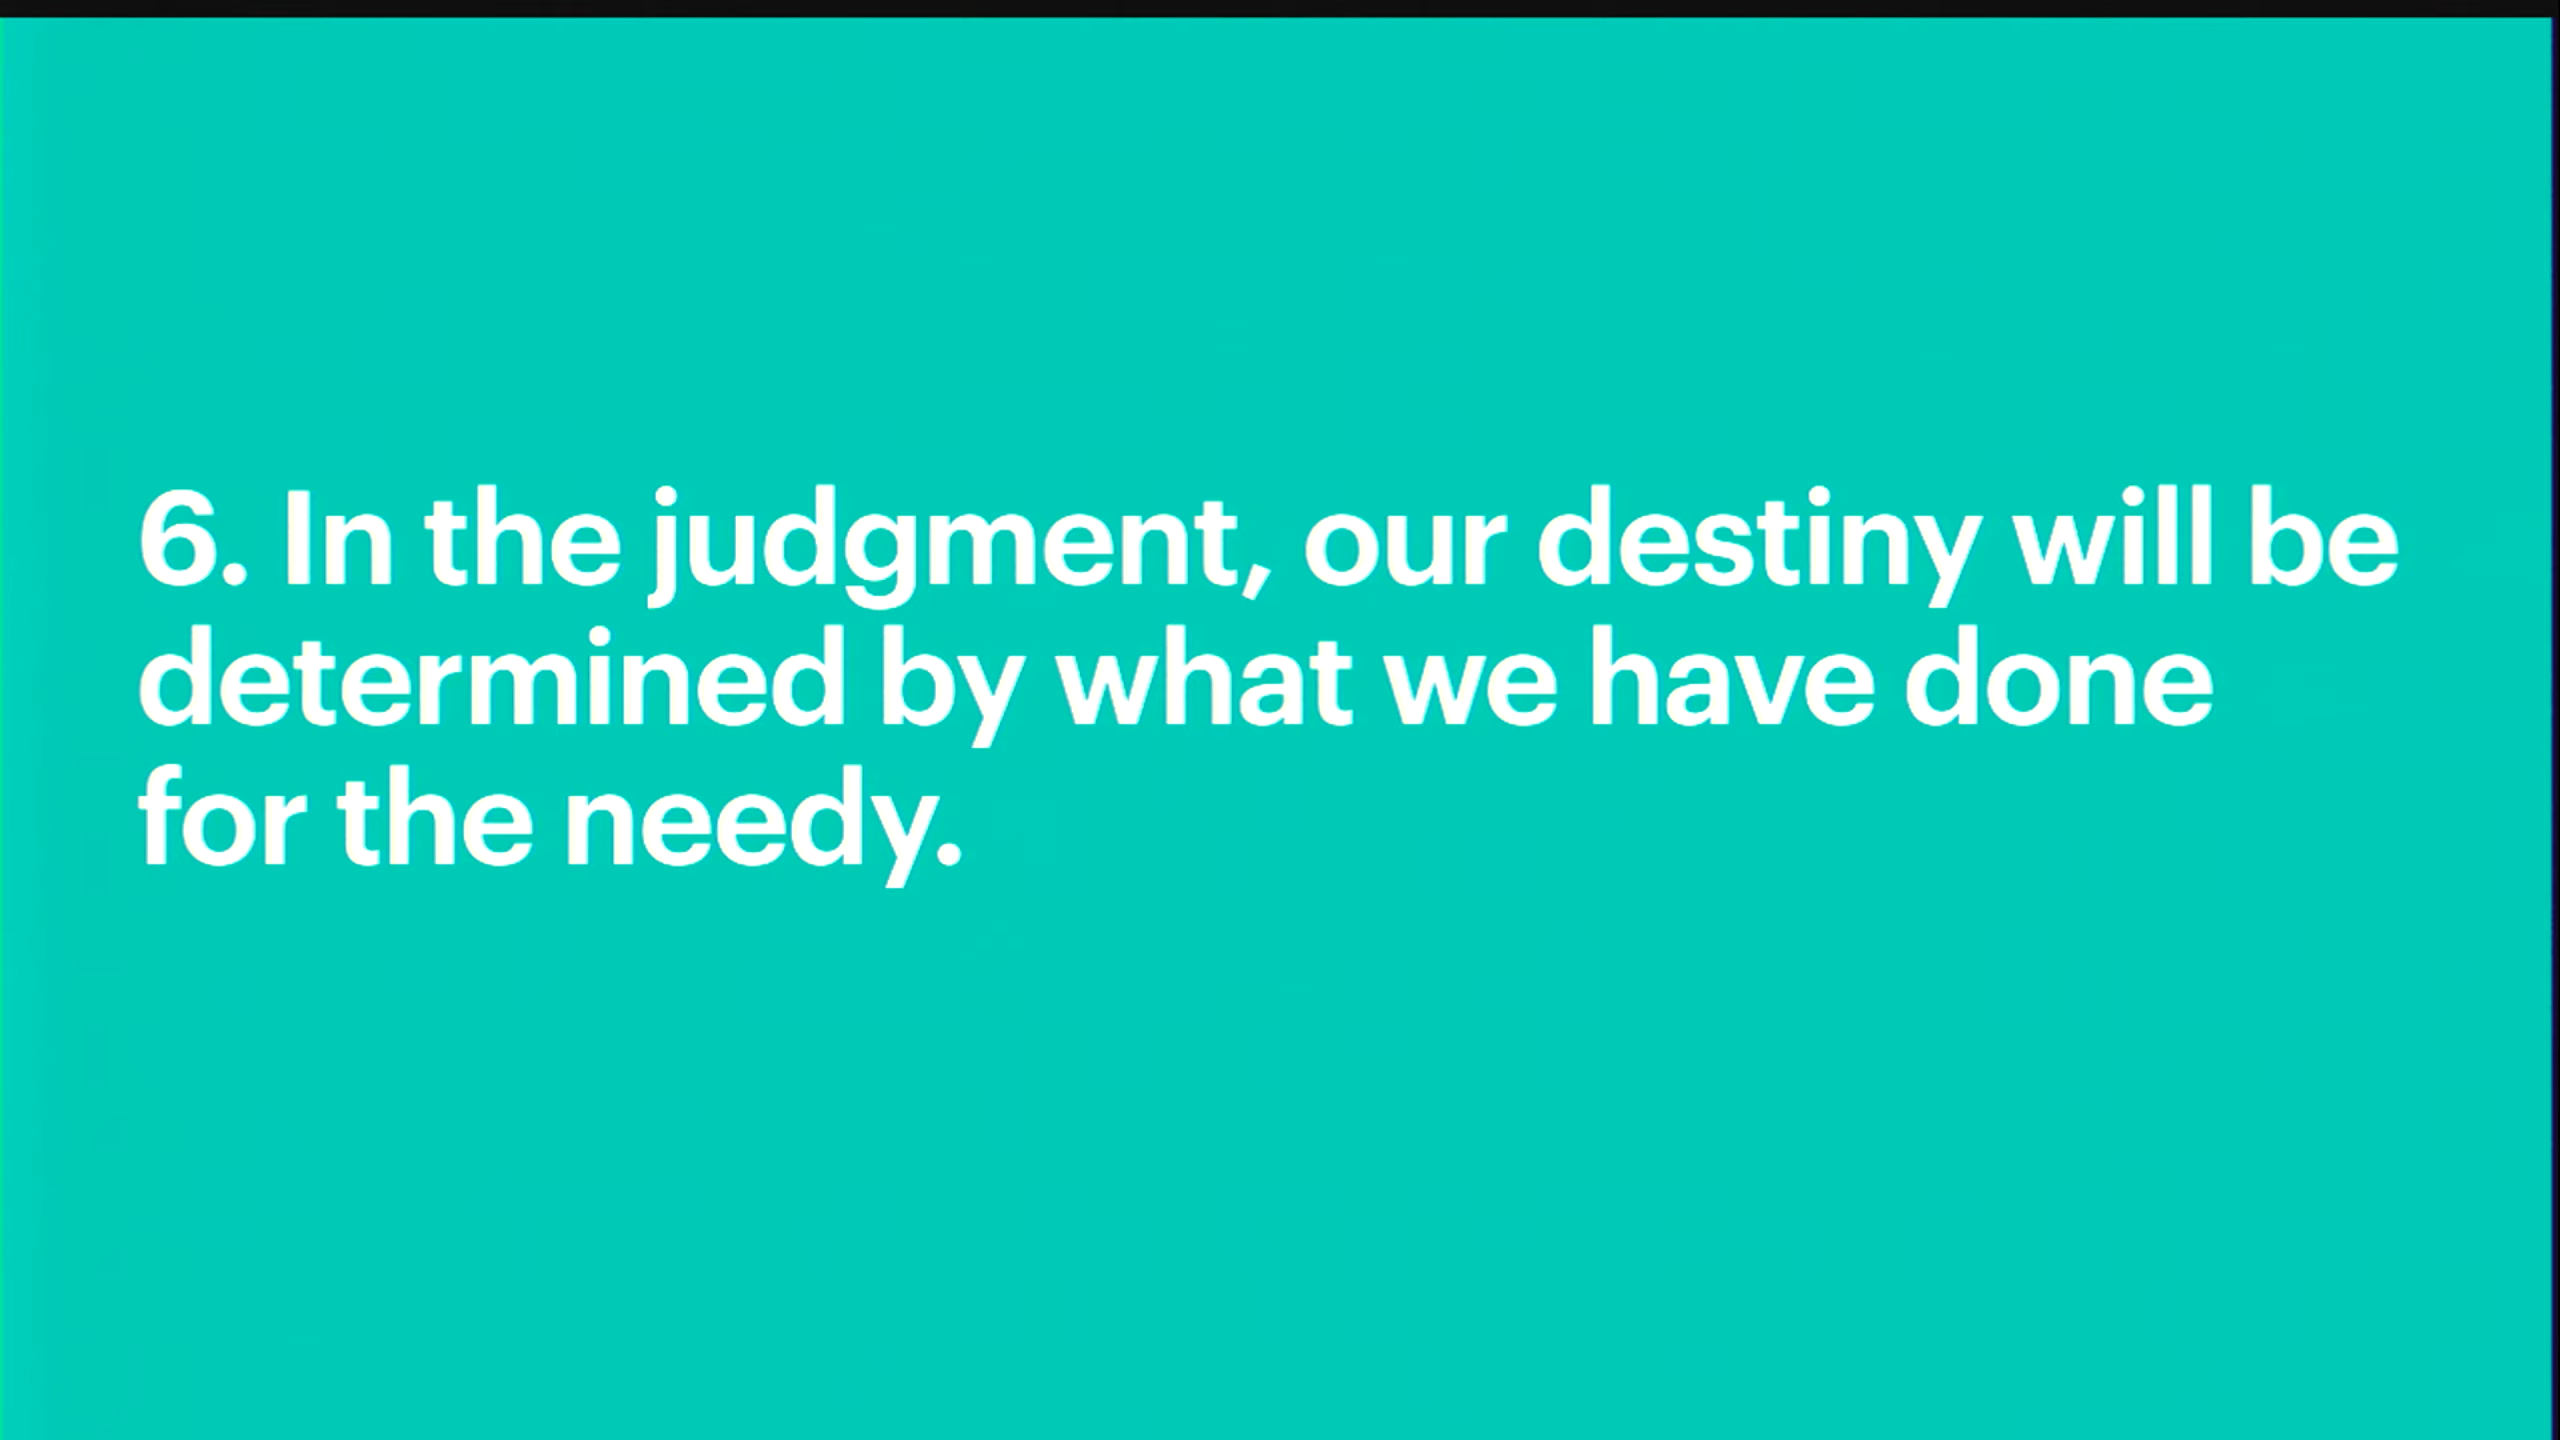 6. In the judgment, our destiny will be
determined by what we have done
for the needy.